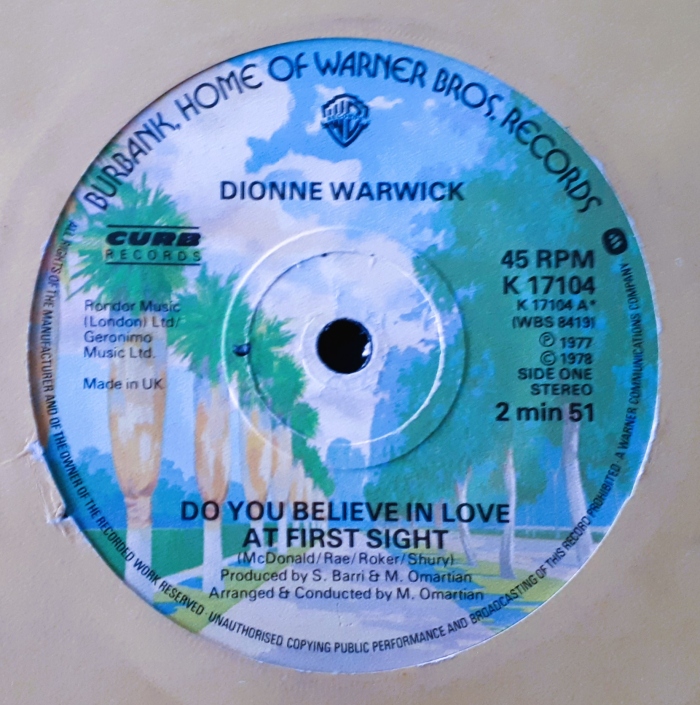 BURBANK, HOME OF WARNER BROS. RECORDS
DIONNE WARWICK
CURB
RECORDS
45 RPM
K 17104
K 17104 A*
(WBS 8419)
Ⓟ 1977
© 1978
SIDE ONE
STEREO
2 min 51
Rondor Music
(London) Ltd/
Geronimo
Music Ltd.
Made in UK
DO YOU BELIEVE IN LOVE
AT FIRST SIGHT
(McDonald/Rae/Roker/Shury)
Produced by S. Barri & M. Omartian
Arranged & Conducted by M. Omartian
ALL RIGHTS OF THE MANUFACTURER AND OF THE OWNER OF THE RECORDED WORK RESERVED · UNAUTHORISED COPYING PUBLIC PERFORMANCE AND BROADCASTING OF THIS RECORD PROHIBITED · A WARNER COMMUNICATIONS COMPANY